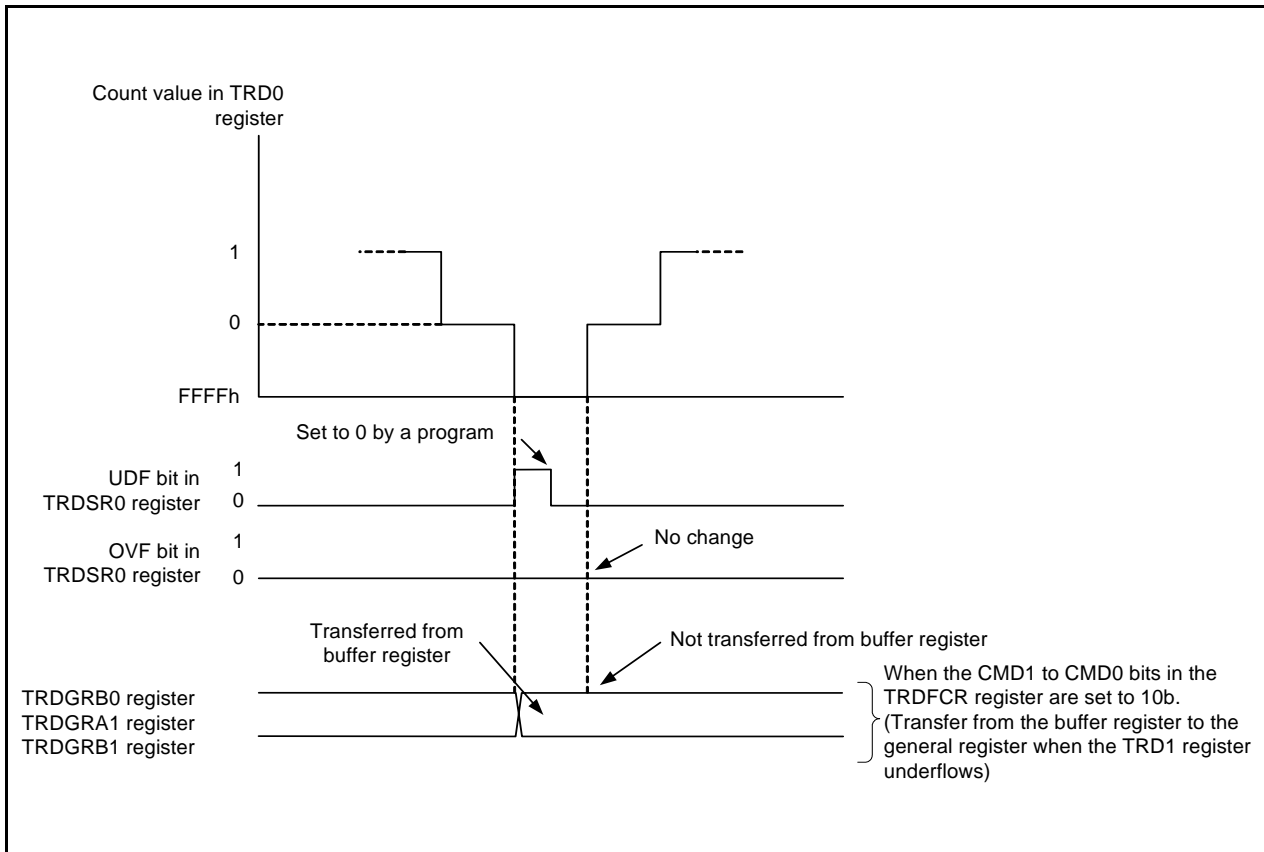 Count value in TRD0
register
1
0
FFFFh
Set to 0 by a program
UDF bit in
TRDSR0 register
1
0
OVF bit in
TRDSR0 register
1
0
No change
Transferred from
buffer register
Not transferred from buffer register
TRDGRB0 register
TRDGRA1 register
TRDGRB1 register
When the CMD1 to CMD0 bits in the
TRDFCR register are set to 10b.
(Transfer from the buffer register to the
general register when the TRD1 register
underflows)